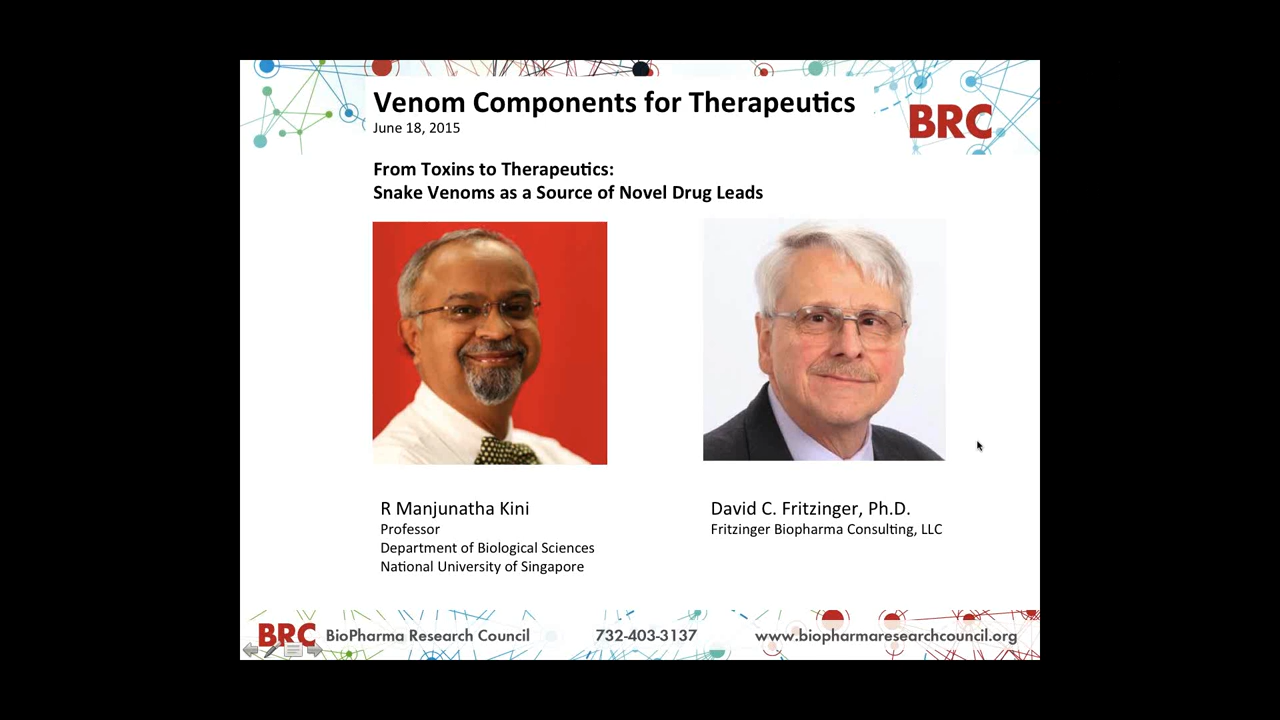 Venom Components for Therapeutics
June 18, 2015
BRC
From Toxins to Therapeutics:
Snake Venoms as a Source of Novel Drug Leads
R Manjunatha Kini
Professor
Department of Biological Sciences
National University of Singapore
David C. Fritzinger, Ph.D.
Fritzinger Biopharma Consulting, LLC
BRC BioPharma Research Council 732-403-3137 www.biopharmaresearchcouncil.org